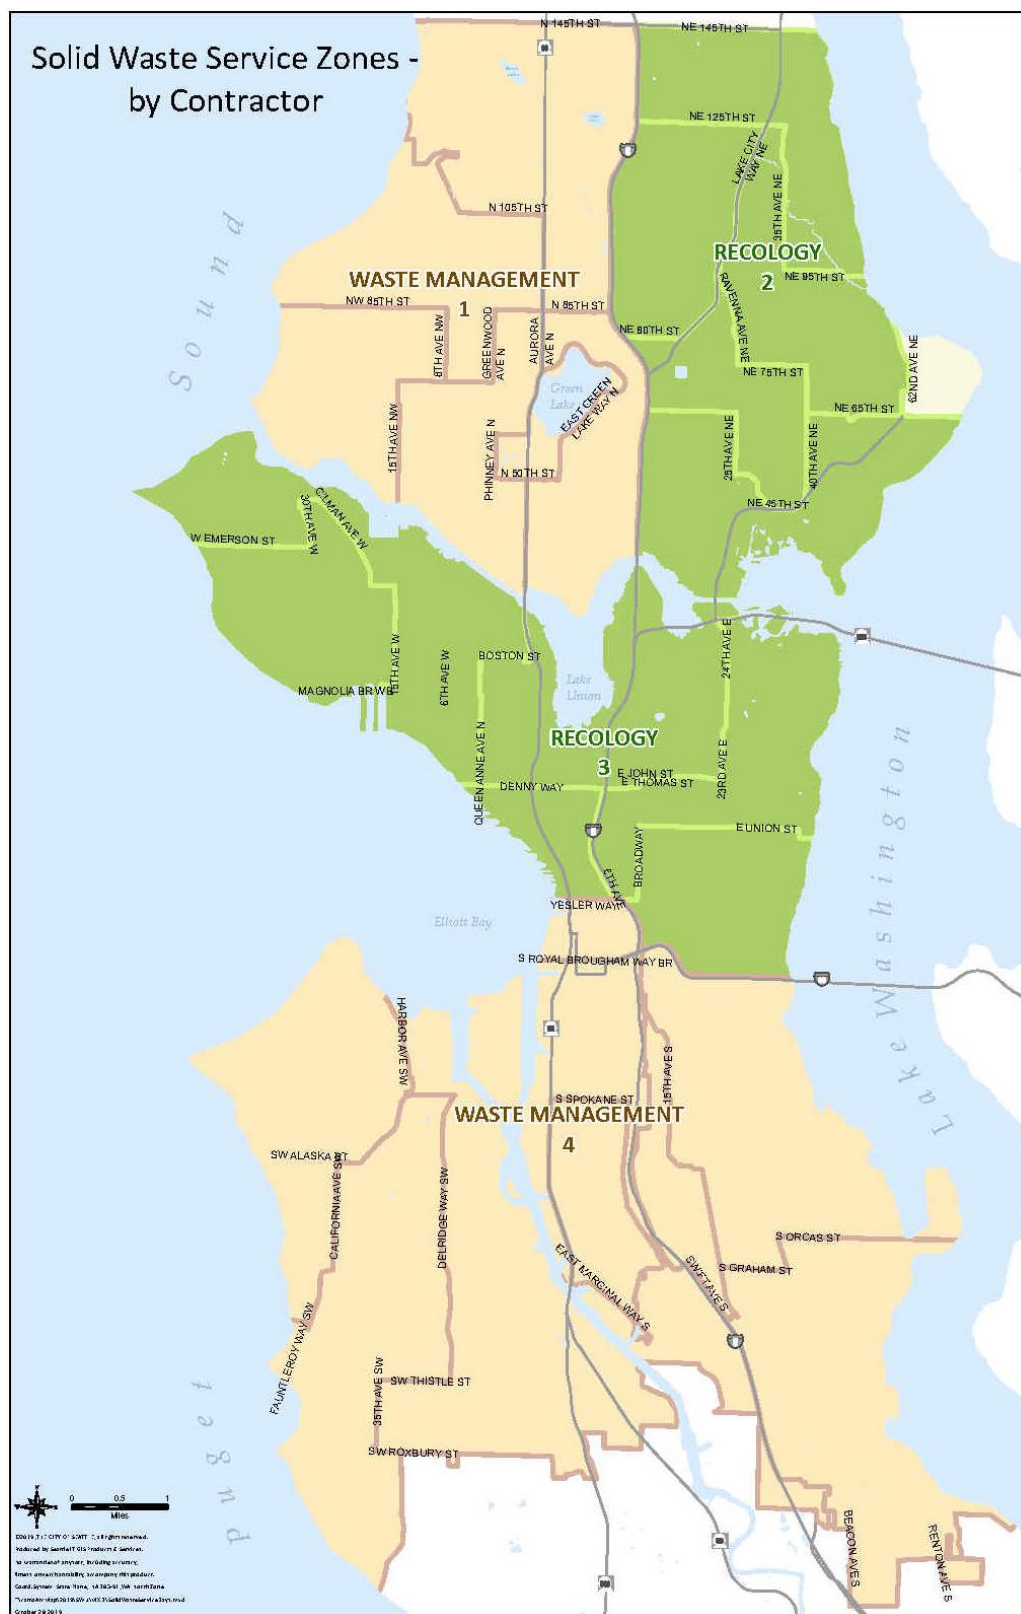 Solid Waste Service Zones -
by Contractor
N 145TH ST
NE 145TH ST
NE 125TH ST
LAKE CITY
WAY NE
35TH AVE NE
N 105TH ST
RECOLOGY
2
NE 95TH ST
WASTE MANAGEMENT
1
NW 85TH ST
N 85TH ST
8TH AVE NW
GREENWOOD
AVE N
AURORA
AVE N
NE 80TH ST
RAVENNA AVE NE
NE 75TH ST
62ND AVE NE
Green
Lake
EAST GREEN
LAKE WAY N
NE 65TH ST
15TH AVE NW
PHINNEY AVE N
N 50TH ST
25TH AVE NE
40TH AVE NE
NE 45TH ST
GILMAN AVE W
30TH AVE W
W EMERSON ST
15TH AVE W
6TH AVE W
BOSTON ST
24TH AVE E
MAGNOLIA BR WB
Lake
Union
QUEEN ANNE AVE N
RECOLOGY
3
E JOHN ST
E THOMAS ST
DENNY WAY
23RD AVE E
E UNION ST
BROADWAY
6TH AVE
YESLER WAY
Elliott Bay
S ROYAL BROUGHAM WAY BR
HARBOR AVE SW
15TH AVE S
S SPOKANE ST
WASTE MANAGEMENT
4
SW ALASKA ST
CALIFORNIA AVE SW
DELRIDGE WAY SW
S ORCAS ST
S GRAHAM ST
SWIFT AVE S
EAST MARGINAL WAY S
FAUNTLEROY WAY SW
35TH AVE SW
SW THISTLE ST
SW ROXBURY ST
BEACON AVE S
RENTON AVE S
Puget
Sound
Lake Washington
0 0.5 1
Miles
October 28 2019